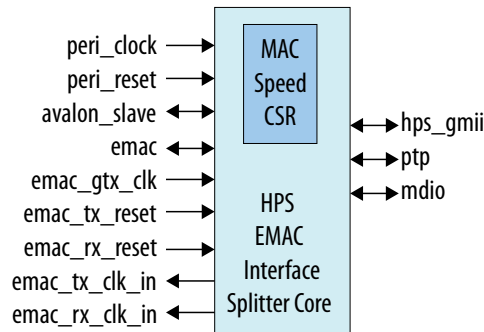 peri_clock
peri_reset
avalon_slave
emac
emac_gtx_clk
emac_tx_reset
emac_rx_reset
emac_tx_clk_in
emac_rx_clk_in
MAC
Speed
CSR
HPS
EMAC
Interface
Splitter Core
hps_gmii
ptp
mdio